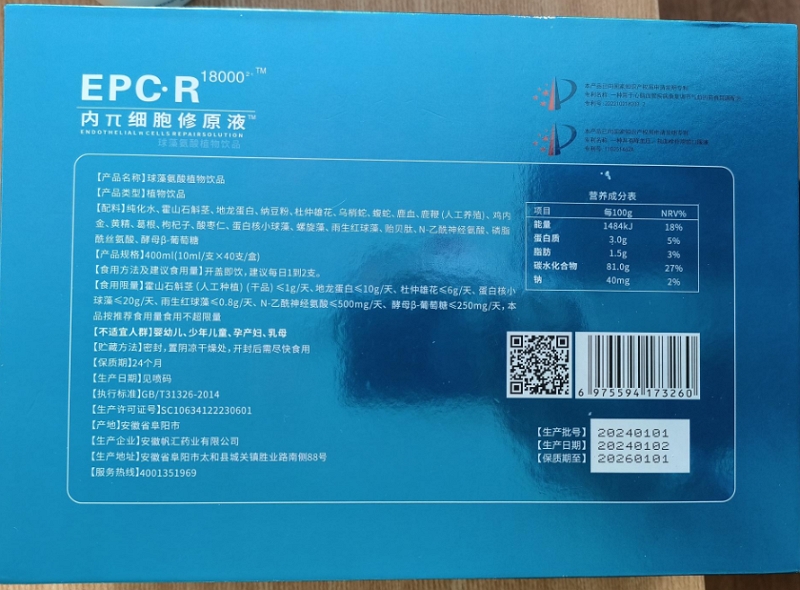 EPC·R 18000 TM
内π细胞修原液 TM
ENDOTHELIAL π CELLS REPAIR SOLUTION
球藻氨酸植物饮品
本产品已向国家知识产权局申请发明专利
【产品名称】球藻氨酸植物饮品
【产品类型】植物饮品
【配料】纯化水、霍山石斛茎、地龙蛋白、纳豆粉、杜仲雄花、乌梢蛇、蝮蛇、鹿血、鹿鞭(人工养殖)、鸡内
金、黄精、葛根、枸杞子、酸枣仁、蛋白核小球藻、螺旋藻、雨生红球藻、贻贝肽、N-乙酰神经氨酸、磷脂
酰丝氨酸、酵母β-葡萄糖
【产品规格】400ml(10ml/支×40支/盒)
【食用方法及建议食用量】开盖即饮,建议每日1到2支。
【食用限量】霍山石斛茎(人工种植)(干品)≤1g/天、地龙蛋白≤10g/天、杜仲雄花≤6g/天、蛋白核小
球藻≤20g/天、雨生红球藻≤0.8g/天、N-乙酰神经氨酸≤500mg/天、酵母β-葡萄糖≤250mg/天,本
品按推荐食用量食用不超限量
【不适宜人群】婴幼儿、少年儿童、孕产妇、乳母
【贮藏方法】密封,置阴凉干燥处,开封后需尽快食用
【保质期】24个月
【生产日期】见喷码
【执行标准】GB/T31326-2014
【生产许可证号】SC10634122230601
【产地】安徽省阜阳市
【生产企业】安徽帆汇药业有限公司
【生产地址】安徽省阜阳市太和县城关镇胜业路南侧88号
【服务热线】4001351969
营养成分表
项目 每100g NRV%
能量 1484kJ 18%
蛋白质 3.0g 5%
脂肪 1.5g 3%
碳水化合物 81.0g 27%
钠 40mg 2%
6 975594 173260
【生产批号】 20240101
【生产日期】 20240102
【保质期至】 20260101